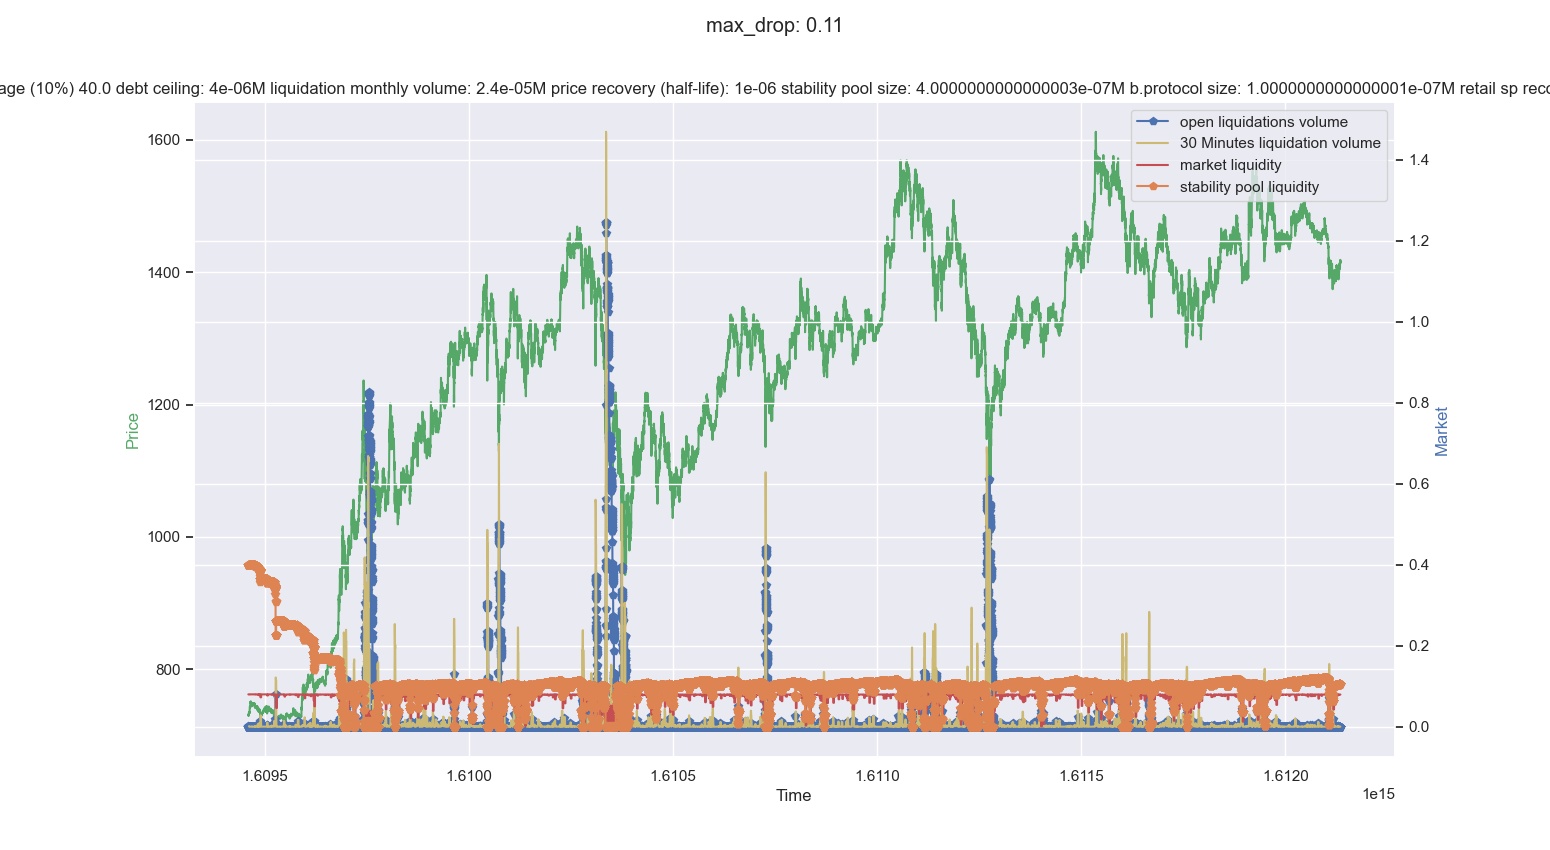 max_drop: 0.11
age (10%) 40.0 debt ceiling: 4e-06M liquidation monthly volume: 2.4e-05M price recovery (half-life): 1e-06 stability pool size: 4.0000000000000003e-07M b.protocol size: 1.0000000000000001e-07M retail sp reco
open liquidations volume
30 Minutes liquidation volume
market liquidity
stability pool liquidity
1600
1400
1200
1000
800
Price
1.4
1.2
1.0
0.8
0.6
0.4
0.2
0.0
Market
1.6095 1.6100 1.6105 1.6110 1.6115 1.6120
1e15
Time